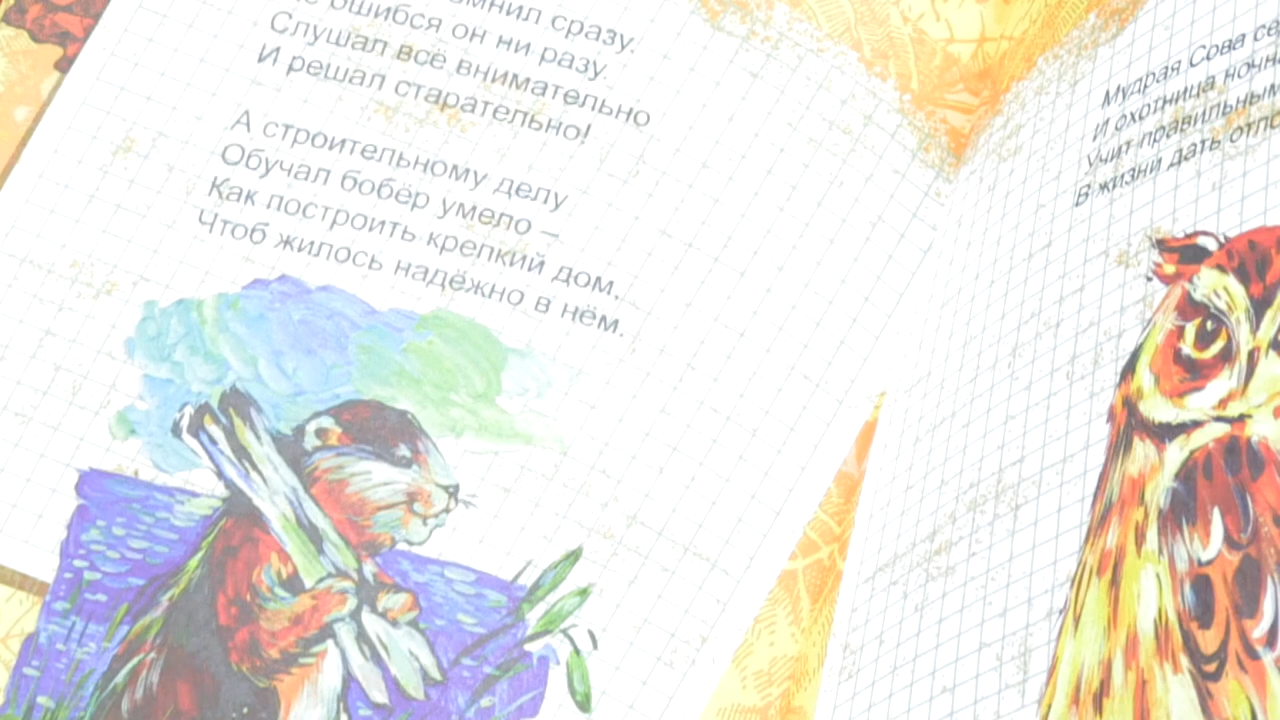 сразу.
ошибся он ни разу.
Слушал всё внимательно
И решал старательно!
А строительному делу
Обучал бобёр умело –
Как построить крепкий дом,
Чтоб жилось надёжно в нём.
Мудрая Сова
И охотница
Учит правильным
В жизни дать